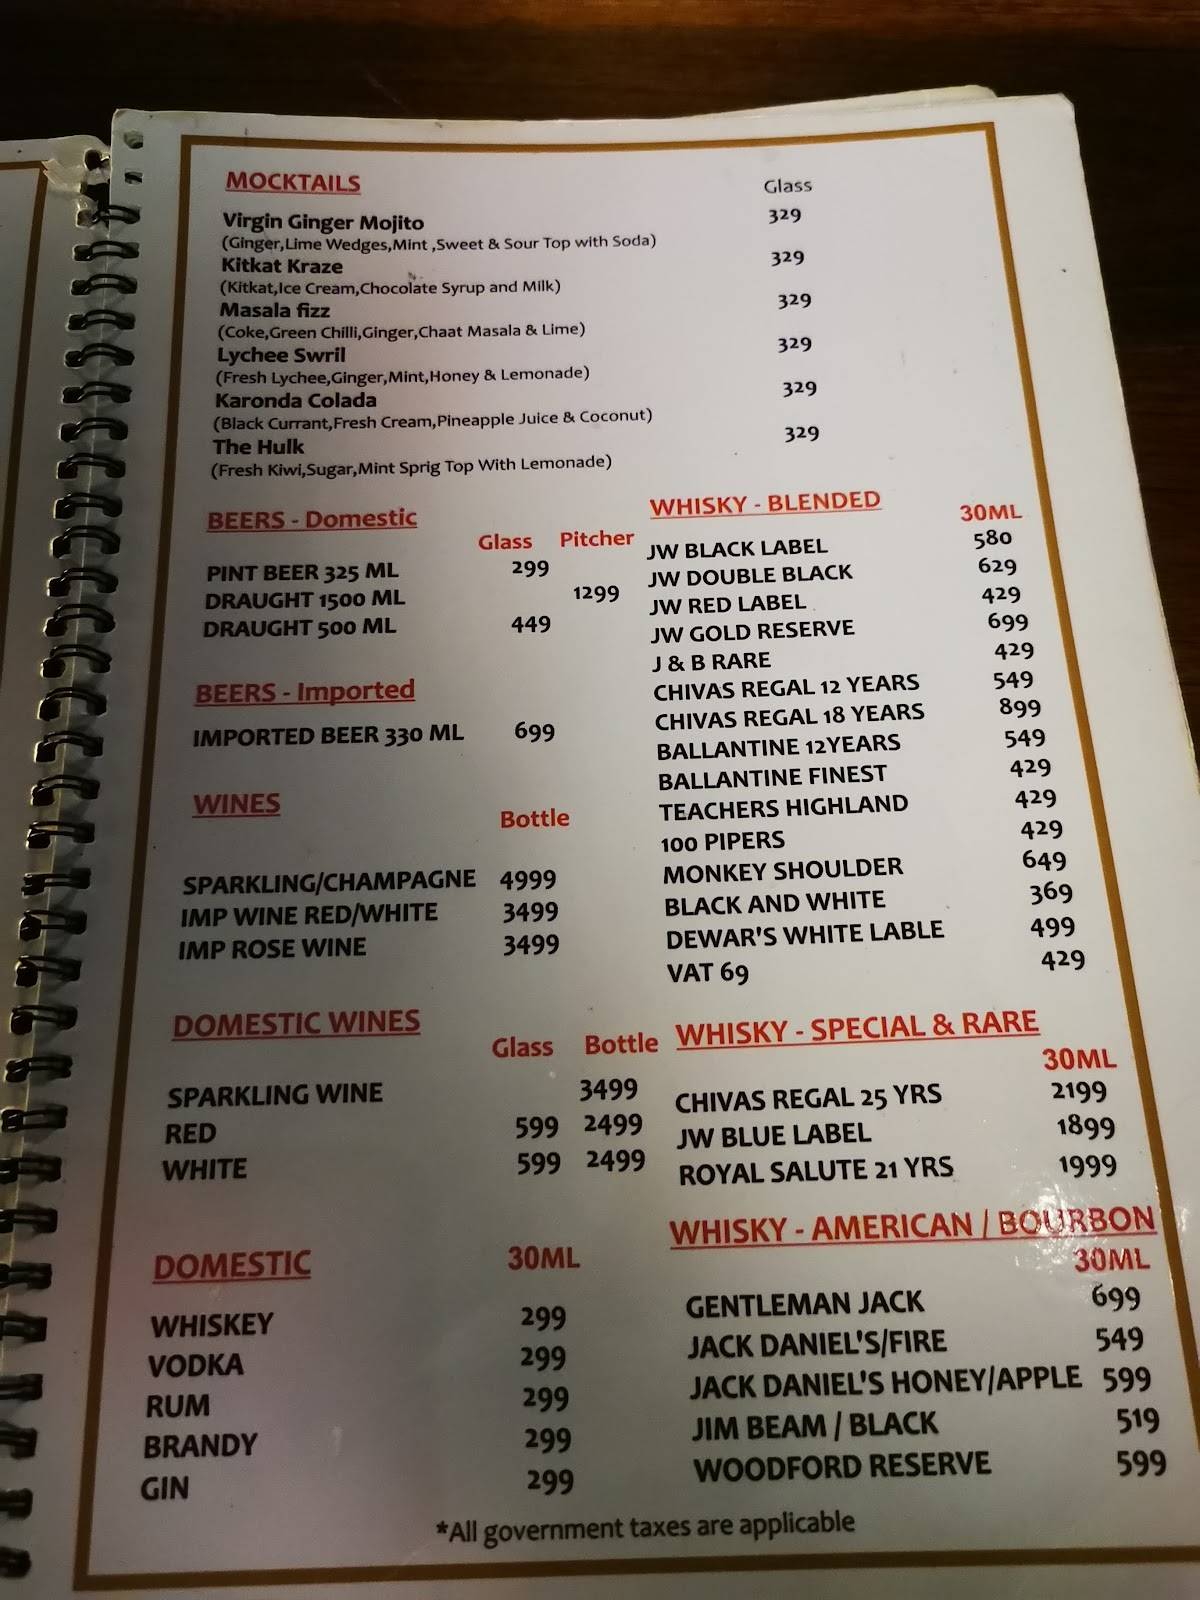 MOCKTAILS Glass
Virgin Ginger Mojito 329
(Ginger,Lime Wedges,Mint ,Sweet & Sour Top with Soda)
Kitkat Kraze 329
(Kitkat,Ice Cream,Chocolate Syrup and Milk)
Masala fizz 329
(Coke,Green Chilli,Ginger,Chaat Masala & Lime)
Lychee Swril 329
(Fresh Lychee,Ginger,Mint,Honey & Lemonade)
Karonda Colada 329
(Black Currant,Fresh Cream,Pineapple Juice & Coconut)
The Hulk 329
(Fresh Kiwi,Sugar,Mint Sprig Top With Lemonade)
BEERS - Domestic
Glass Pitcher
PINT BEER 325 ML 299
DRAUGHT 1500 ML 1299
DRAUGHT 500 ML 449
BEERS - Imported
IMPORTED BEER 330 ML 699
WINES
Bottle
SPARKLING/CHAMPAGNE 4999
IMP WINE RED/WHITE 3499
IMP ROSE WINE 3499
DOMESTIC WINES
Glass Bottle
SPARKLING WINE 3499
RED 599 2499
WHITE 599 2499
DOMESTIC 30ML
WHISKEY 299
VODKA 299
RUM 299
BRANDY 299
GIN 299
WHISKY - BLENDED
30ML
JW BLACK LABEL 580
JW DOUBLE BLACK 629
JW RED LABEL 429
JW GOLD RESERVE 699
J & B RARE 429
CHIVAS REGAL 12 YEARS 549
CHIVAS REGAL 18 YEARS 899
BALLANTINE 12YEARS 549
BALLANTINE FINEST 429
TEACHERS HIGHLAND 429
100 PIPERS 429
MONKEY SHOULDER 649
BLACK AND WHITE 369
DEWAR'S WHITE LABLE 499
VAT 69 429
WHISKY - SPECIAL & RARE
30ML
CHIVAS REGAL 25 YRS 2199
JW BLUE LABEL 1899
ROYAL SALUTE 21 YRS 1999
WHISKY - AMERICAN / BOURBON
30ML
GENTLEMAN JACK 699
JACK DANIEL'S/FIRE 549
JACK DANIEL'S HONEY/APPLE 599
JIM BEAM / BLACK 519
WOODFORD RESERVE 599
*All government taxes are applicable